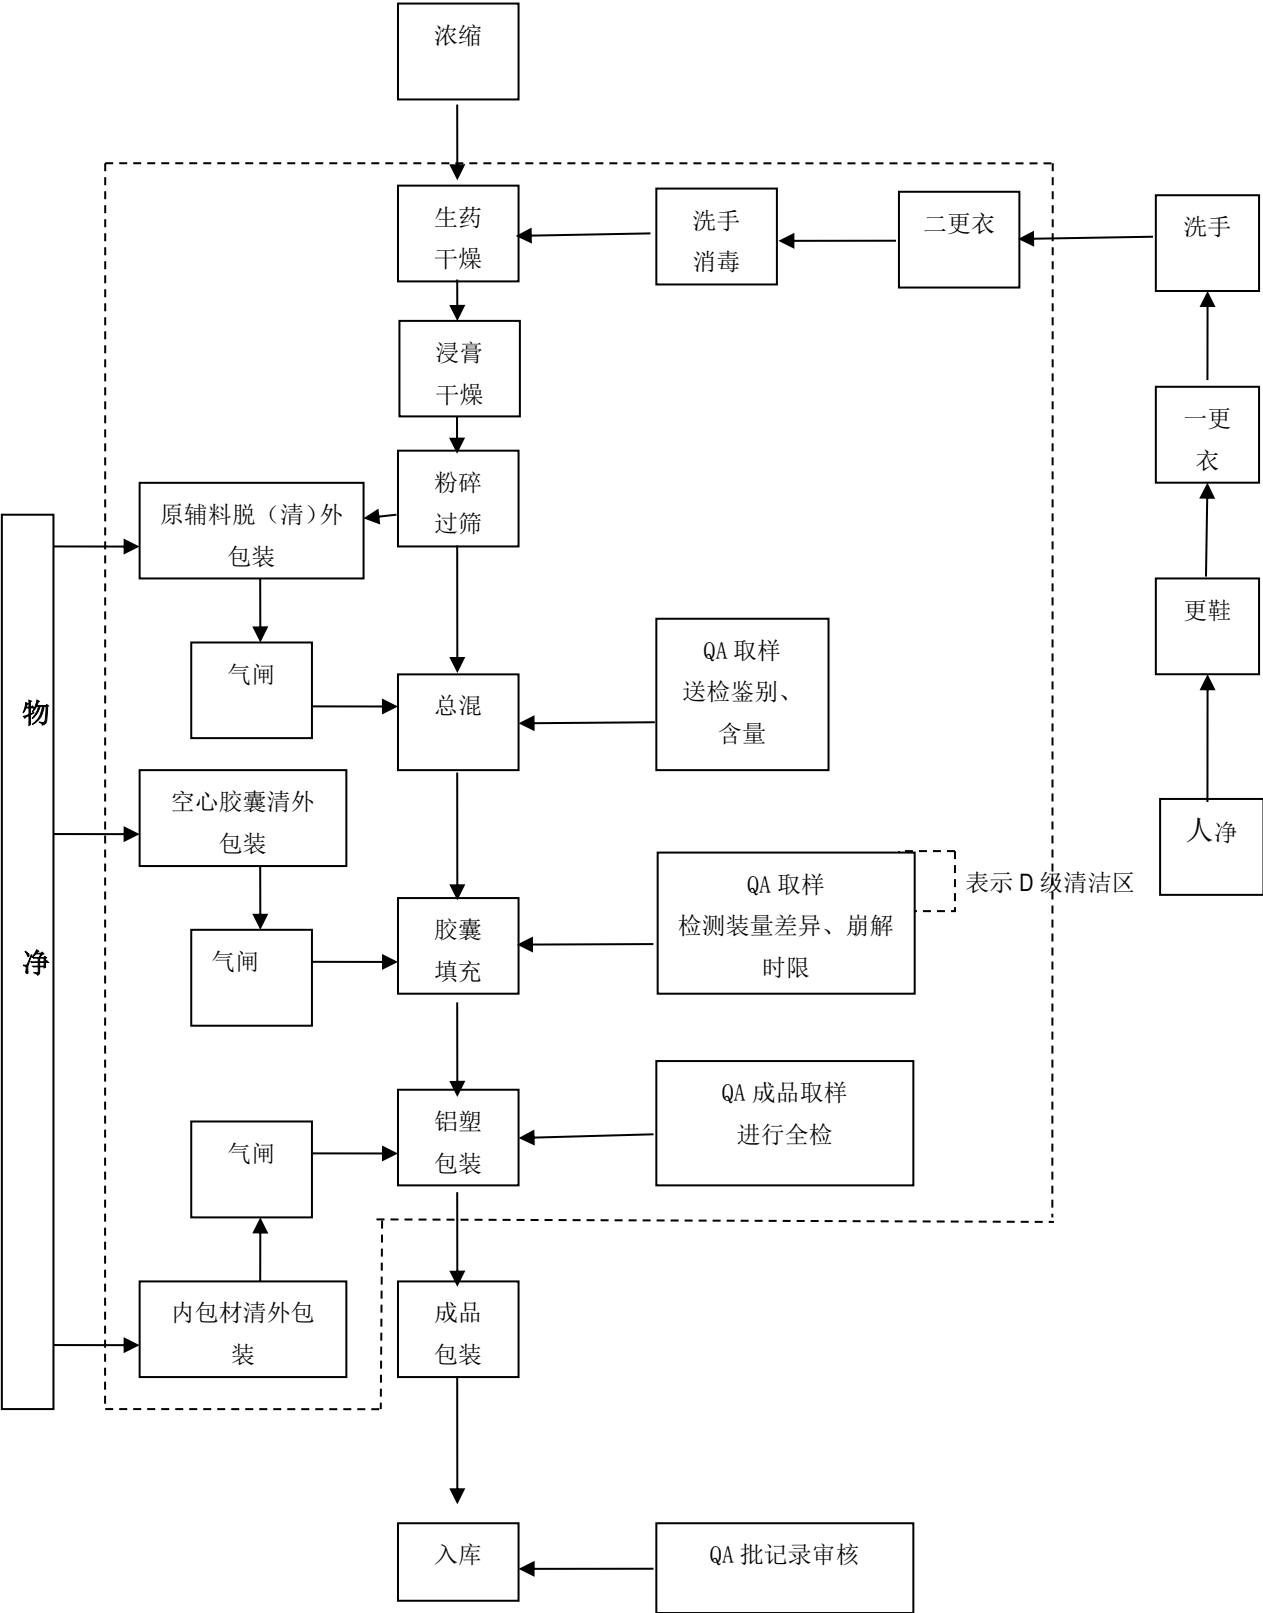 浓缩
生药
干燥
洗手
消毒
二更衣
洗手
浸膏
干燥
一更
衣
粉碎
过筛
原辅料脱（清）外
包装
更鞋
气闸
总混
QA 取样
送检鉴别、
含量
物
净
空心胶囊清外
包装
人净
气闸
胶囊
填充
QA 取样
检测装量差异、崩解
时限
表示 D 级清洁区
气闸
铝塑
包装
QA 成品取样
进行全检
内包材清外包
装
成品
包装
入库
QA 批记录审核